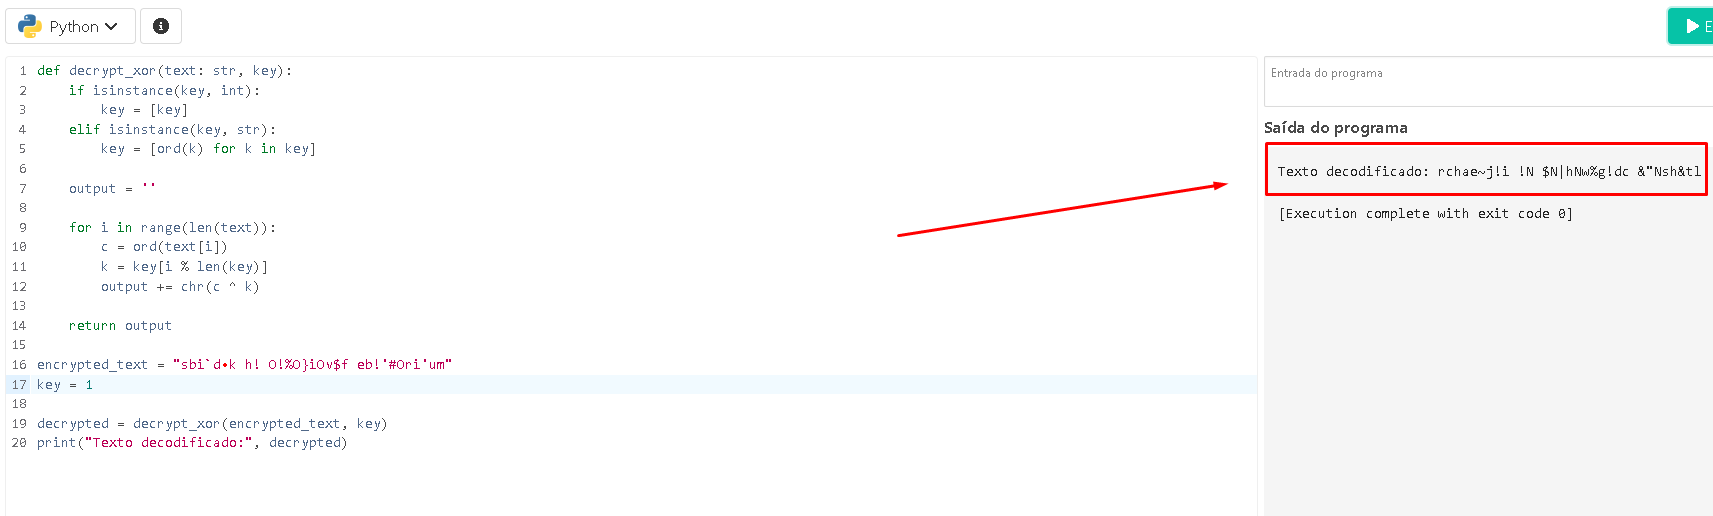 Python
E
1 def decrypt_xor(text: str, key):
2     if isinstance(key, int):
3         key = [key]
4     elif isinstance(key, str):
5         key = [ord(k) for k in key]
6
7     output = ''
8
9     for i in range(len(text)):
10         c = ord(text[i])
11         k = key[i % len(key)]
12         output += chr(c ^ k)
13
14     return output
15
16 encrypted_text = "sbi`d•k h! O!%O}iOv$f eb!'#Ori'um"
17 key = 1
18
19 decrypted = decrypt_xor(encrypted_text, key)
20 print("Texto decodificado:", decrypted)
Entrada do programa
Saída do programa
Texto decodificado: rchae~j!i !N $N|hNw%g!dc &"Nsh&tl
[Execution complete with exit code 0]